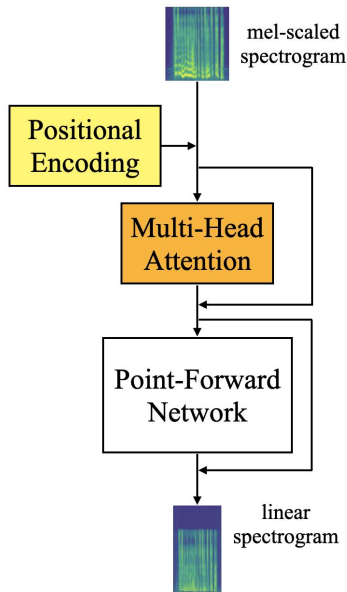 mel-scaled
spectrogram
Positional
Encoding
Multi-Head
Attention
Point-Forward
Network
linear
spectrogram